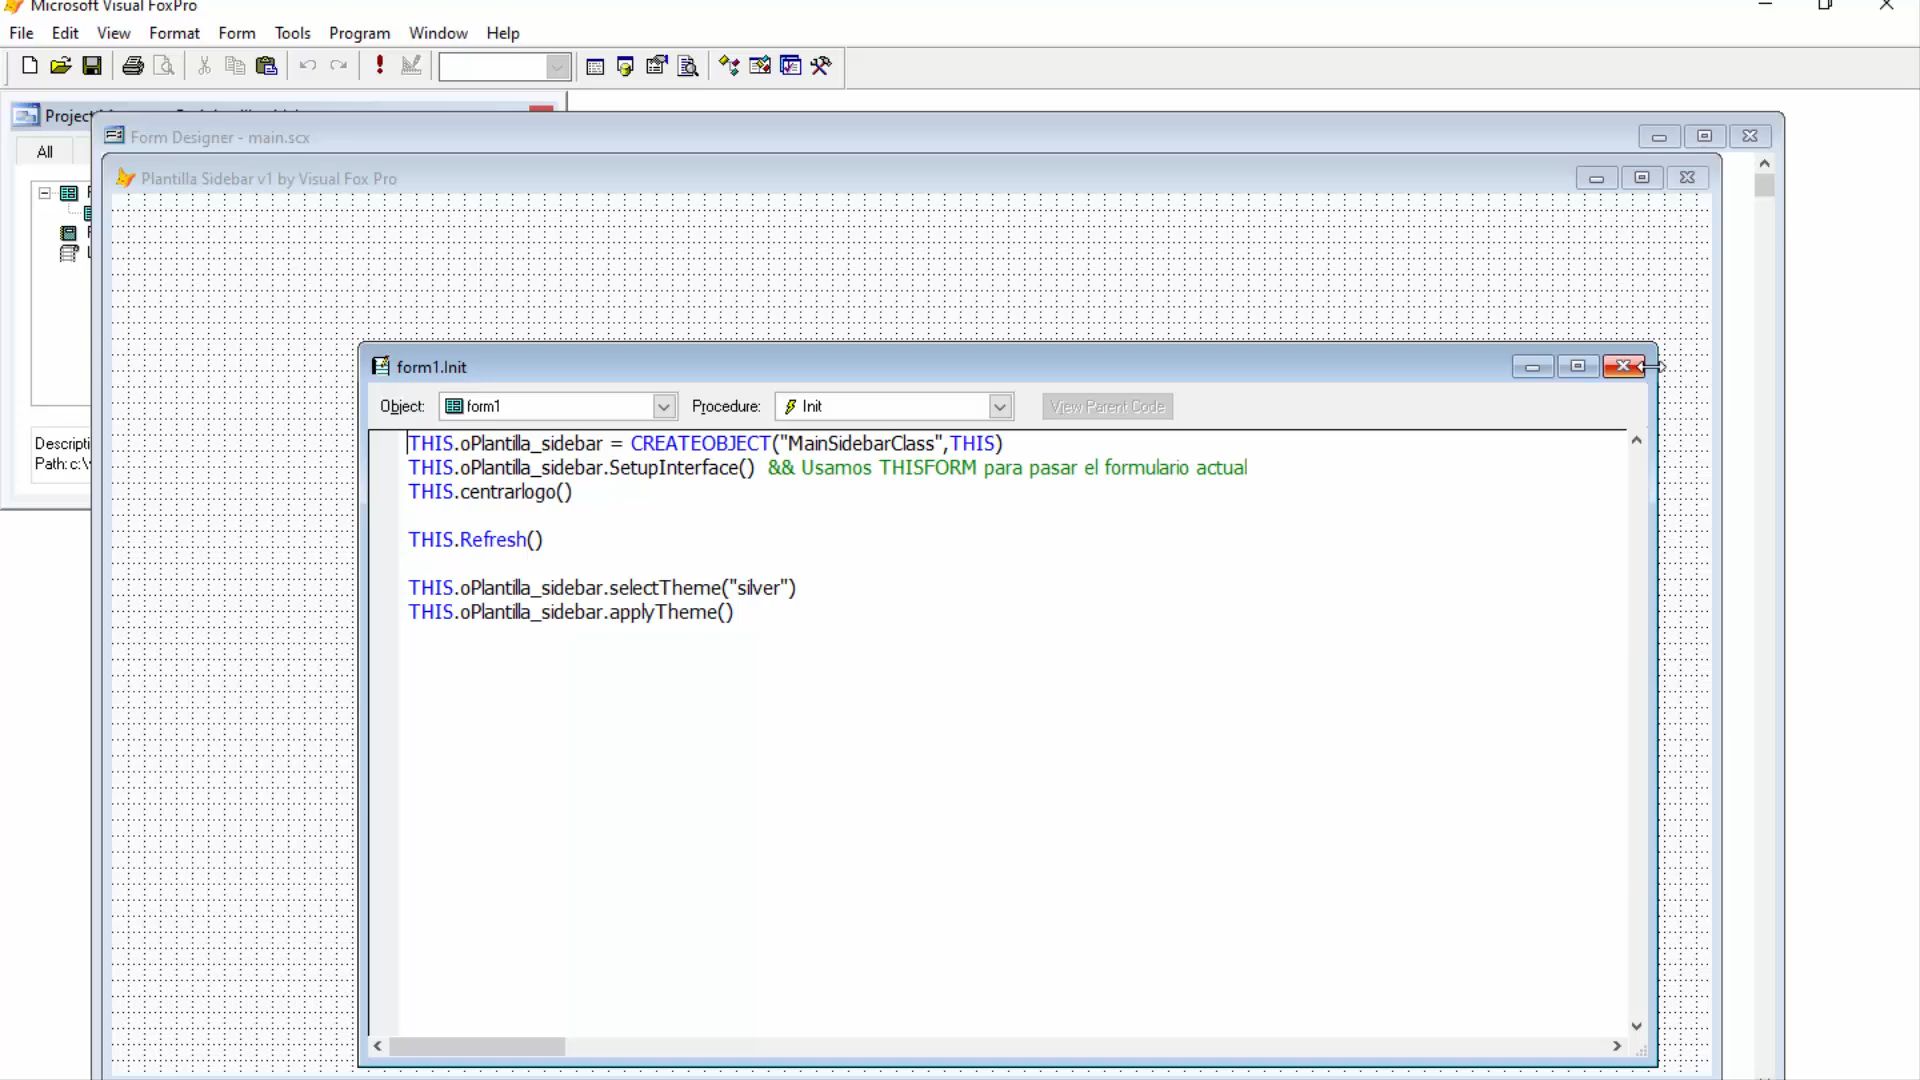 Microsoft Visual FoxPro
File Edit View Format Form Tools Program Window Help
Project
Form Designer - main.scx
All
Plantilla Sidebar v1 by Visual Fox Pro
form1.Init
Object: form1 Procedure: Init View Parent Code
THIS.oPlantilla_sidebar = CREATEOBJECT("MainSidebarClass",THIS)
THIS.oPlantilla_sidebar.SetupInterface() && Usamos THISFORM para pasar el formulario actual
THIS.centrarlogo()
THIS.Refresh()
THIS.oPlantilla_sidebar.selectTheme("silver")
THIS.oPlantilla_sidebar.applyTheme()
Descripti
Path: c:\